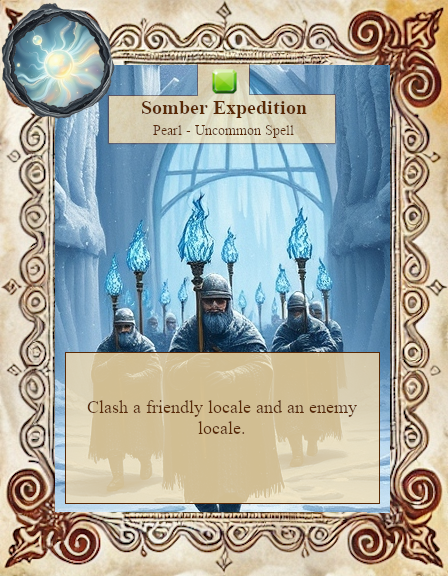 Somber Expedition
Pearl - Uncommon Spell
Clash a friendly locale and an enemy
locale.